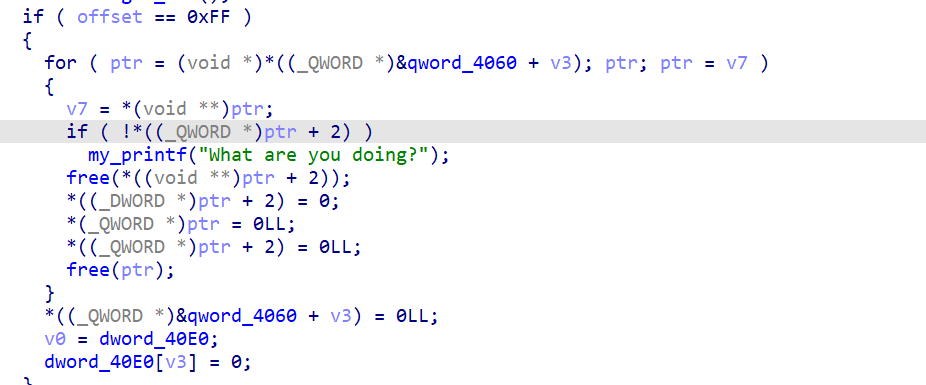 if ( offset == 0xFF )
{
for ( ptr = (void *)*((_QWORD *)&qword_4060 + v3); ptr; ptr = v7 )
{
v7 = *(void **)ptr;
if ( !*((_QWORD *)ptr + 2) )
my_printf("What are you doing?");
free(*((void **)ptr + 2));
*((_DWORD *)ptr + 2) = 0;
*(_QWORD *)ptr = 0LL;
*((_QWORD *)ptr + 2) = 0LL;
free(ptr);
}
*((_QWORD *)&qword_4060 + v3) = 0LL;
v0 = dword_40E0;
dword_40E0[v3] = 0;
}